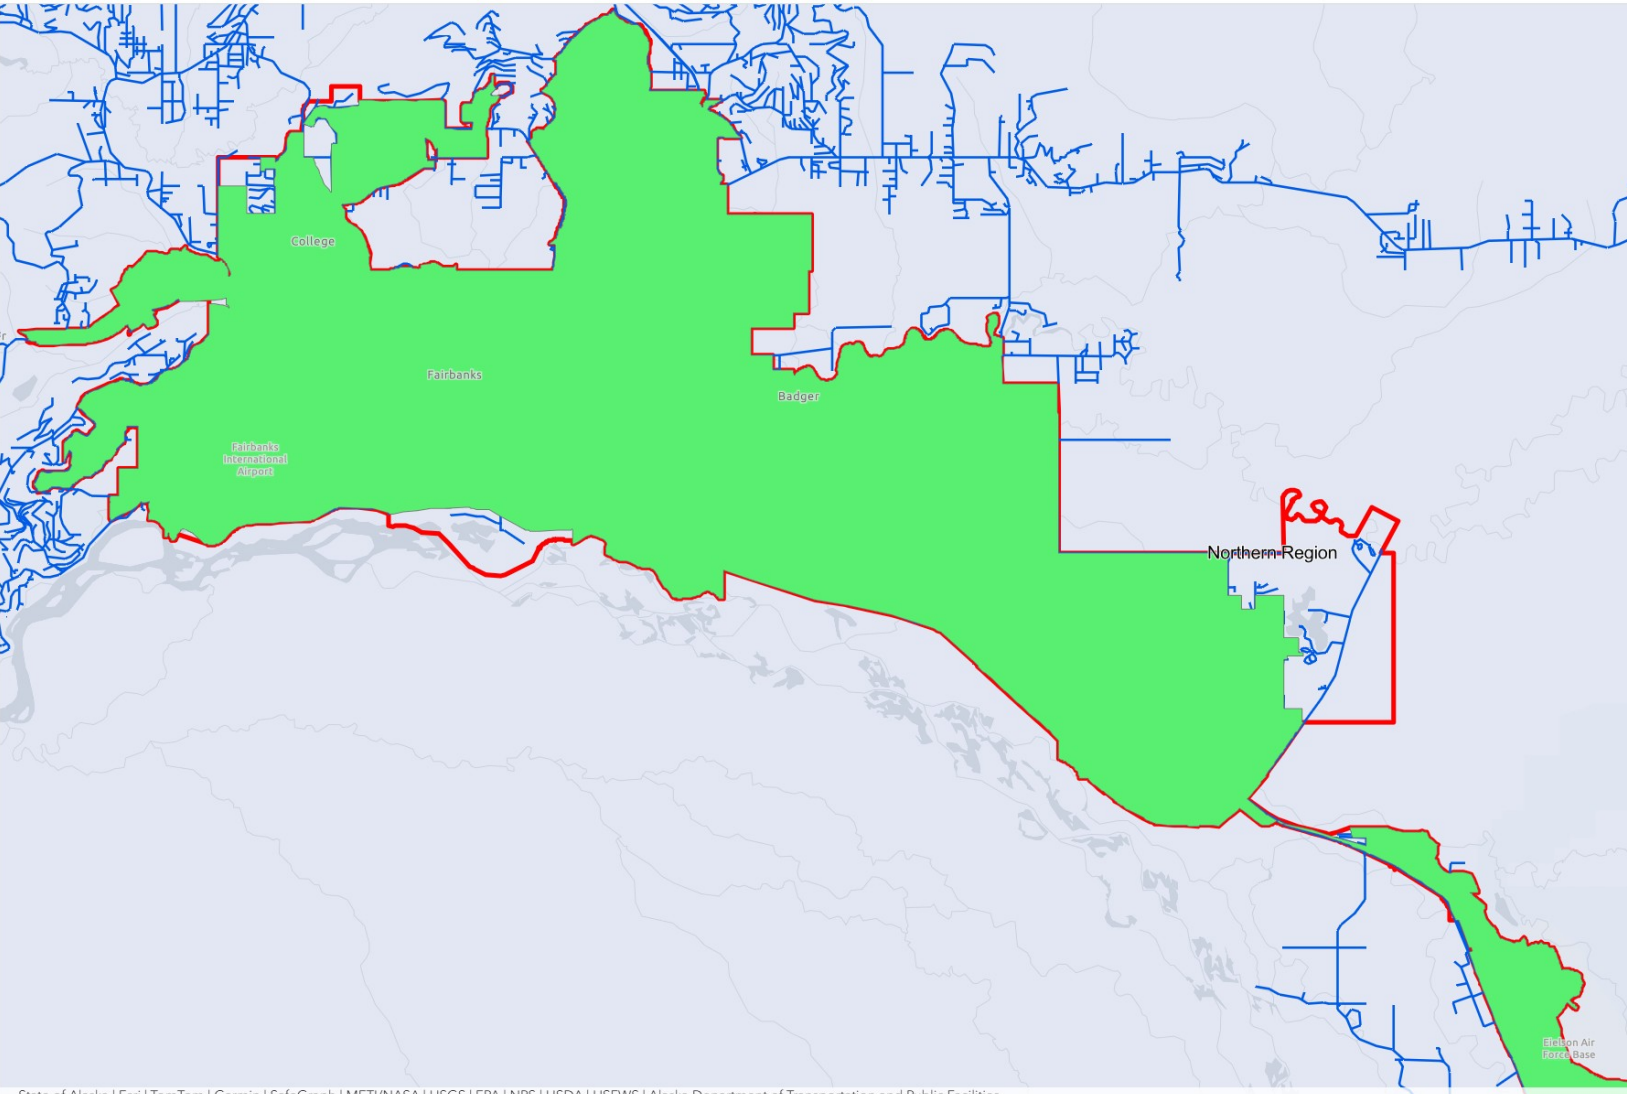 College
Fairbanks
Badger
Fairbanks
International
Airport
Northern Region
Eielson Air
Force Base
State of Alaska | Esri | TomTom | Garmin | SafeGraph | METI/NASA | USGS | EPA | NPS | USDA | USFWS | Alaska Department of Transportation and Public Facilities